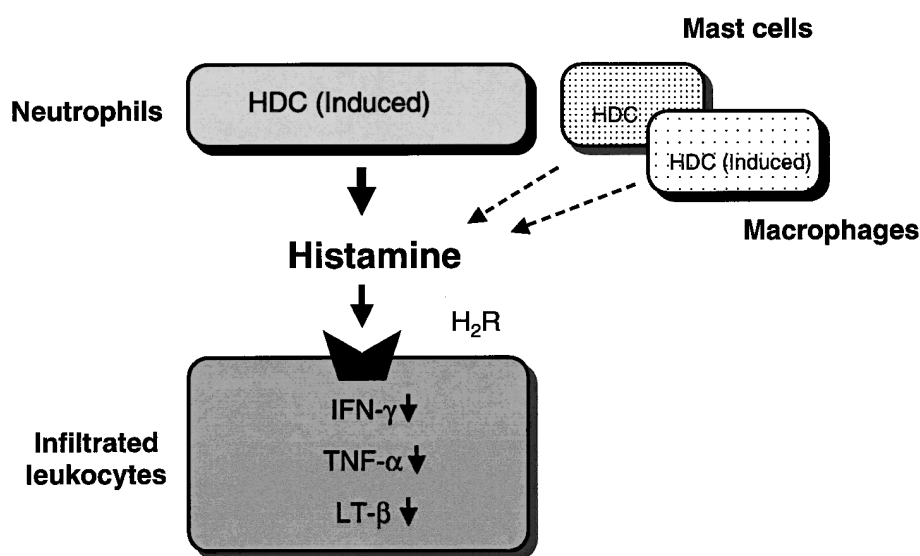 Mast cells
Neutrophils
HDC (Induced)
HDC
HDC (Induced)
Macrophages
Histamine
H₂R
Infiltrated
leukocytes
IFN-γ↓
TNF-α↓
LT-β↓